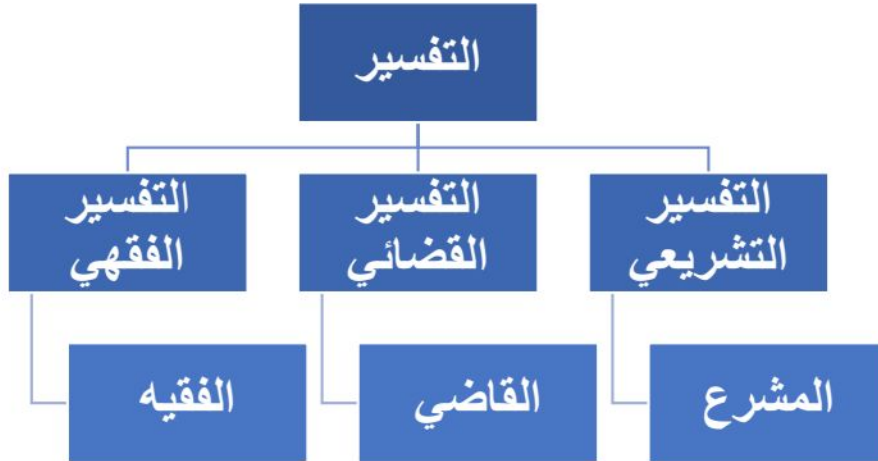 التفسير
التفسير
التشريعي
التفسير
القضائي
التفسير
الفقهي
المشرع
القاضي
الفقيه